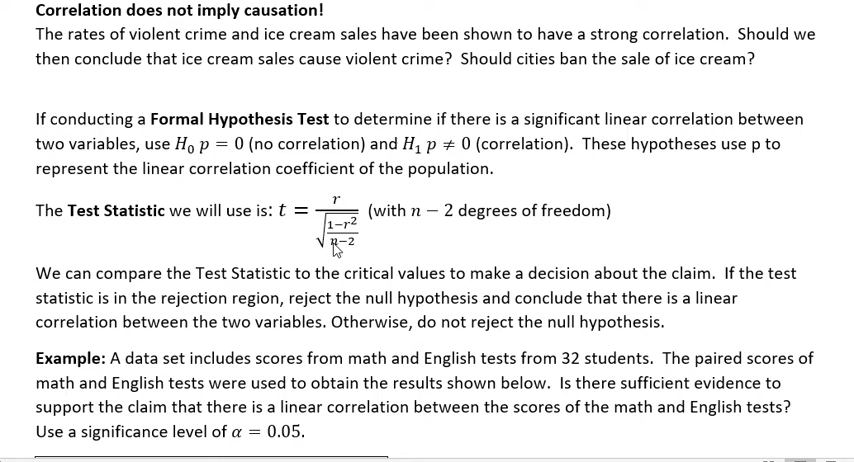 Correlation does not imply causation!
The rates of violent crime and ice cream sales have been shown to have a strong correlation. Should we
then conclude that ice cream sales cause violent crime? Should cities ban the sale of ice cream?
If conducting a Formal Hypothesis Test to determine if there is a significant linear correlation between
two variables, use H₀ p = 0 (no correlation) and H₁ p ≠ 0 (correlation). These hypotheses use p to
represent the linear correlation coefficient of the population.
The Test Statistic we will use is: t = r / √((1−r²)/(n−2)) (with n − 2 degrees of freedom)
We can compare the Test Statistic to the critical values to make a decision about the claim. If the test
statistic is in the rejection region, reject the null hypothesis and conclude that there is a linear
correlation between the two variables. Otherwise, do not reject the null hypothesis.
Example: A data set includes scores from math and English tests from 32 students. The paired scores of
math and English tests were used to obtain the results shown below. Is there sufficient evidence to
support the claim that there is a linear correlation between the scores of the math and English tests?
Use a significance level of α = 0.05.